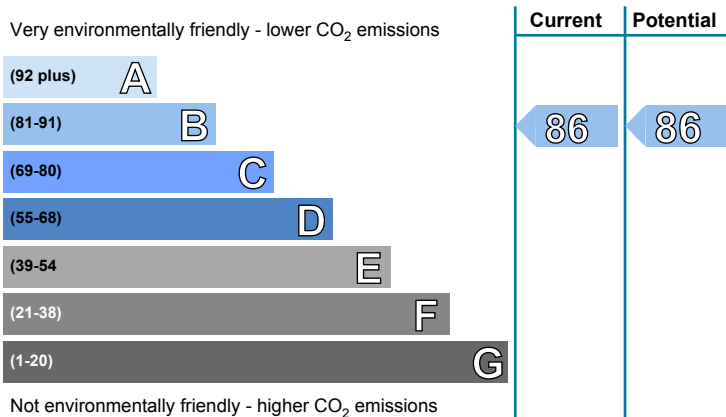 Current Potential
Very environmentally friendly - lower CO2 emissions
(92 plus) A
(81-91) B 86 86
(69-80) C
(55-68) D
(39-54 E
(21-38) F
(1-20) G
Not environmentally friendly - higher CO2 emissions